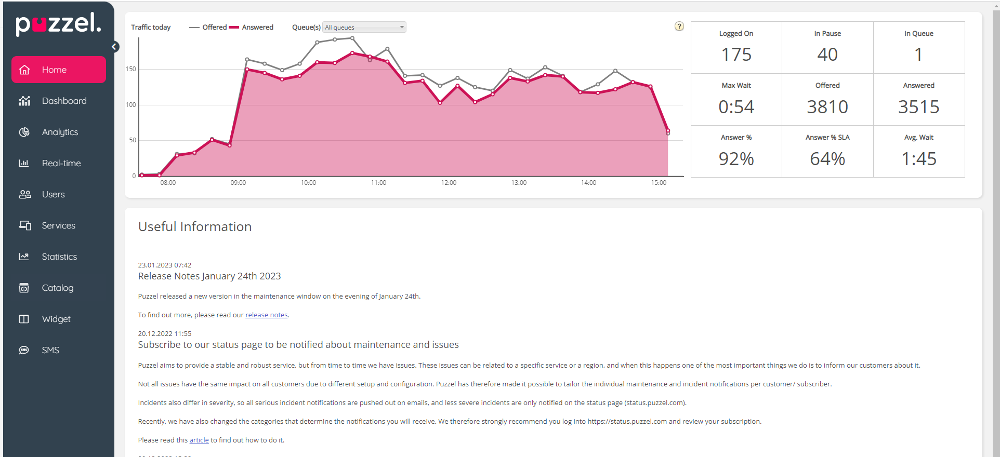 puzzel.
Home
Dashboard
Analytics
Real-time
Users
Services
Statistics
Catalog
Widget
SMS
Traffic today
Offered
Answered
Queue(s)
All queues
?
150
100
50
0
08:00
09:00
10:00
11:00
12:00
13:00
14:00
15:00
Logged On
175
In Pause
40
In Queue
1
Max Wait
0:54
Offered
3810
Answered
3515
Answer %
92%
Answer % SLA
64%
Avg. Wait
1:45
Useful Information
23.01.2023 07:42
Release Notes January 24th 2023
Puzzel released a new version in the maintenance window on the evening of January 24th.
To find out more, please read our release notes.
20.12.2022 11:55
Subscribe to our status page to be notified about maintenance and issues
Puzzel aims to provide a stable and robust service, but from time to time we have issues. These issues can be related to a specific service or a region, and when this happens one of the most important things we do is to inform our customers about it.
Not all issues have the same impact on all customers due to different setup and configuration. Puzzel has therefore made it possible to tailor the individual maintenance and incident notifications per customer/ subscriber.
Incidents also differ in severity, so all serious incident notifications are pushed out on emails, and less severe incidents are only notified on the status page (status.puzzel.com).
Recently, we have also changed the categories that determine the notifications you will receive. We therefore strongly recommend you log into https://status.puzzel.com and review your subscription.
Please read this article to find out how to do it.